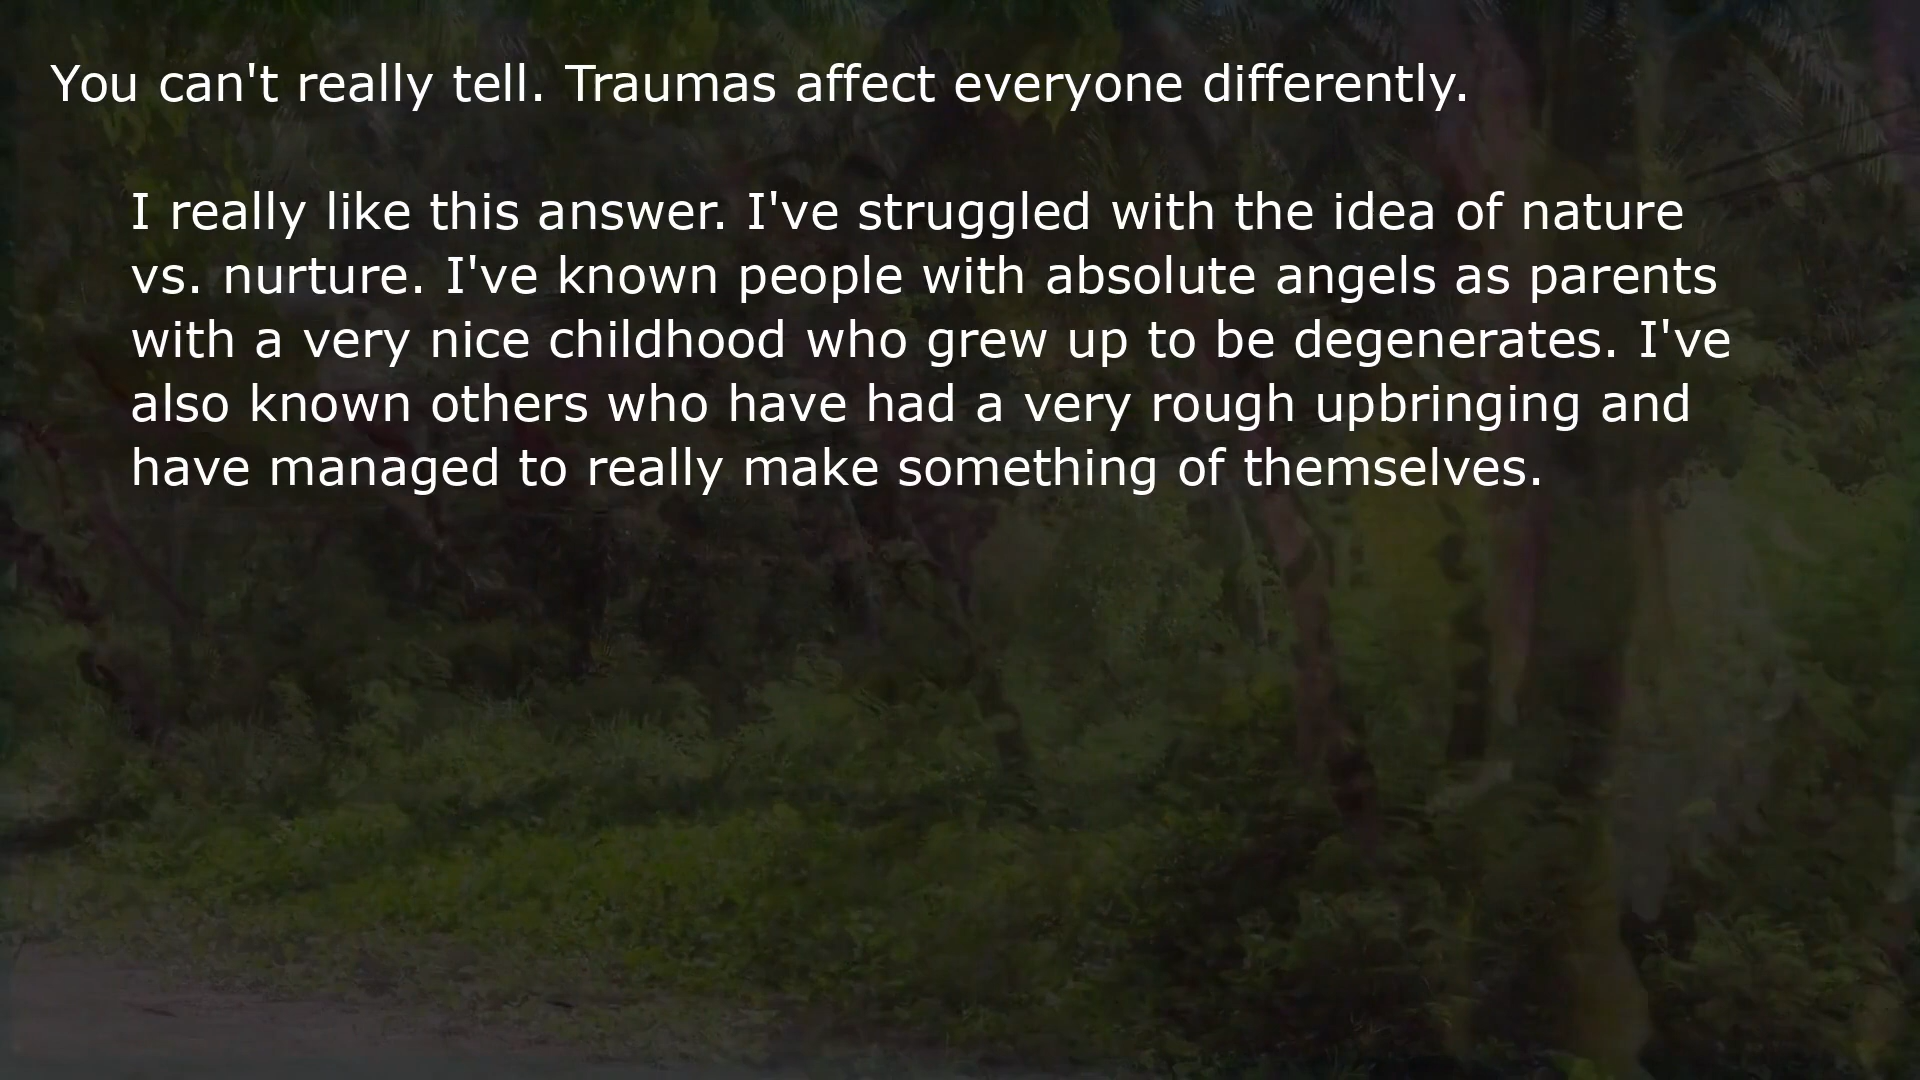 You can't really tell. Traumas affect everyone differently.
I really like this answer. I've struggled with the idea of nature
vs. nurture. I've known people with absolute angels as parents
with a very nice childhood who grew up to be degenerates. I've
also known others who have had a very rough upbringing and
have managed to really make something of themselves.